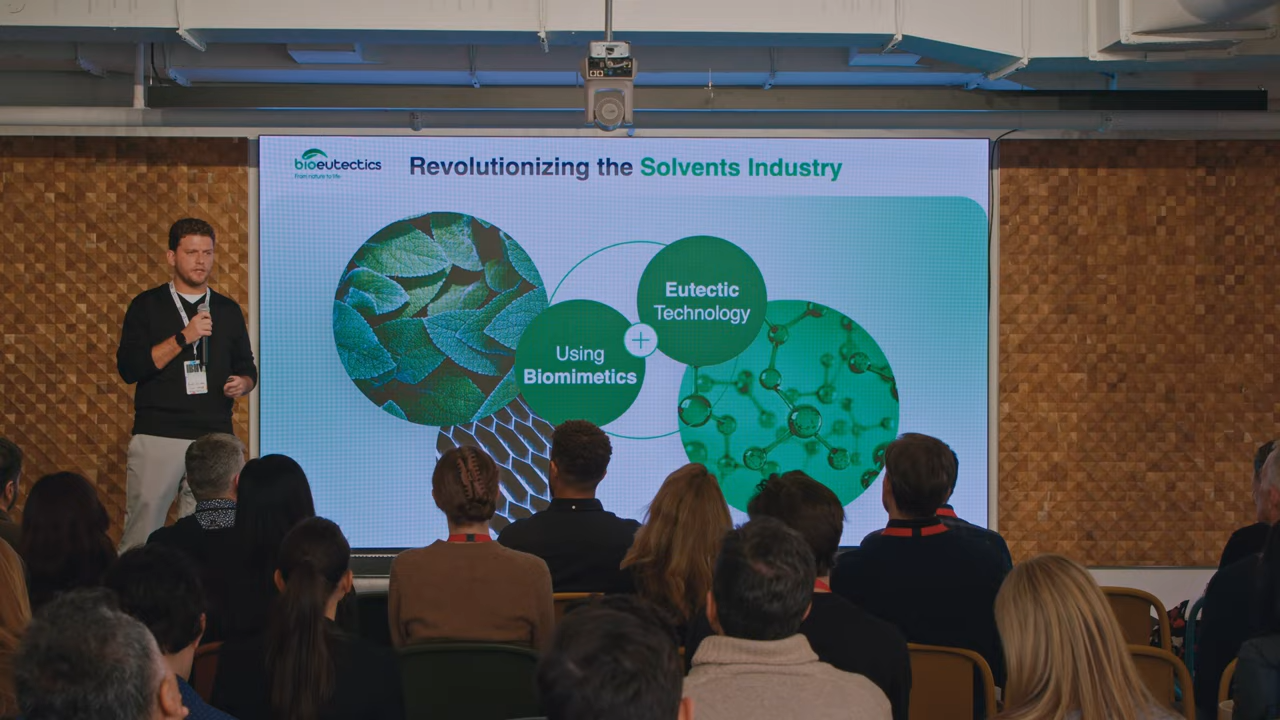 bioeutectics
From nature to life
Revolutionizing the Solvents Industry
Eutectic
Technology
Using
Biomimetics